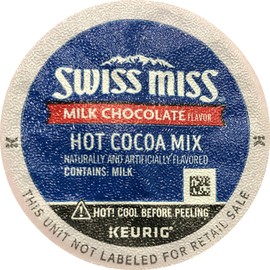 SWISS MISS
MILK CHOCOLATE FLAVOR
HOT COCOA MIX
NATURALLY AND ARTIFICIALLY FLAVORED
CONTAINS: MILK
HOT! COOL BEFORE PEELING
KEURIG®
THIS UNIT NOT LABELED FOR RETAIL SALE